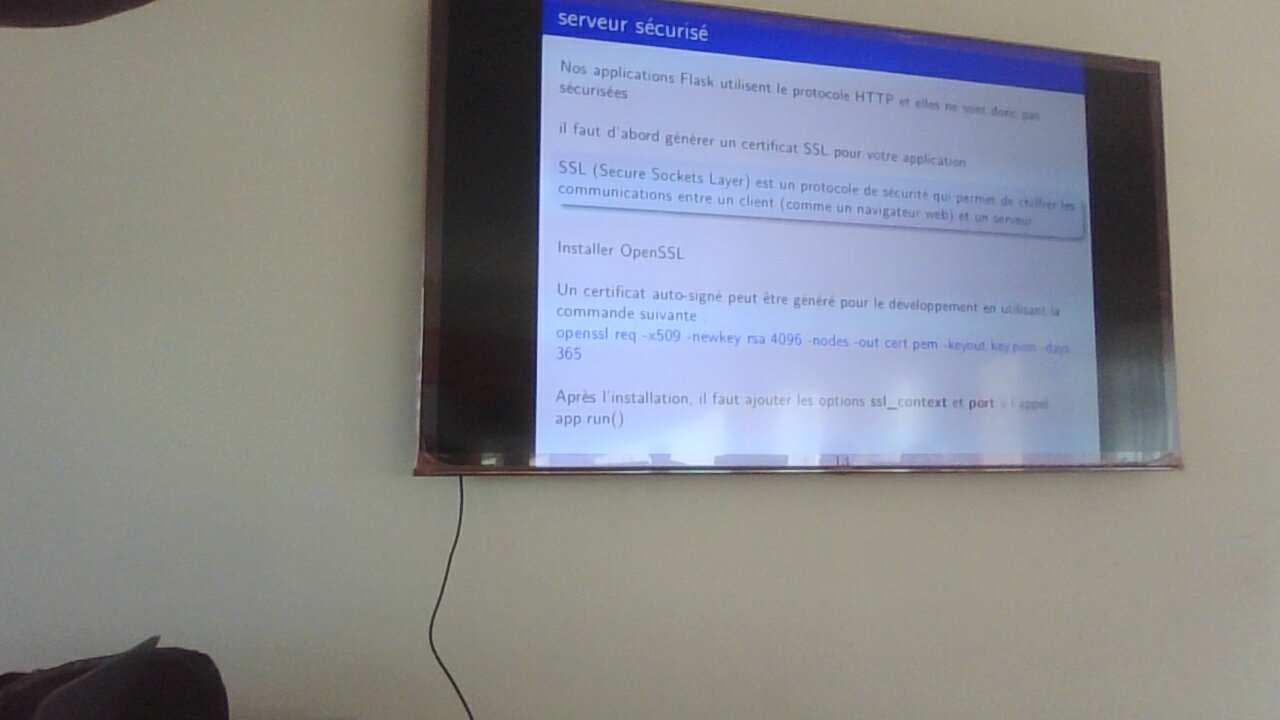 serveur sécurisé
Nos applications Flask utilisent le protocole HTTP et elles ne sont donc pas
sécurisées
il faut d'abord générer un certificat SSL pour votre application
SSL (Secure Sockets Layer) est un protocole de sécurité qui permet de chiffrer les
communications entre un client (comme un navigateur web) et un serveur
Installer OpenSSL
Un certificat auto-signé peut être généré pour le développement en utilisant la
commande suivante
openssl req -x509 -newkey rsa 4096 -nodes -out cert.pem -keyout key.pem -days
365
Après l'installation, il faut ajouter les options ssl_context et port à l'appel
app.run()